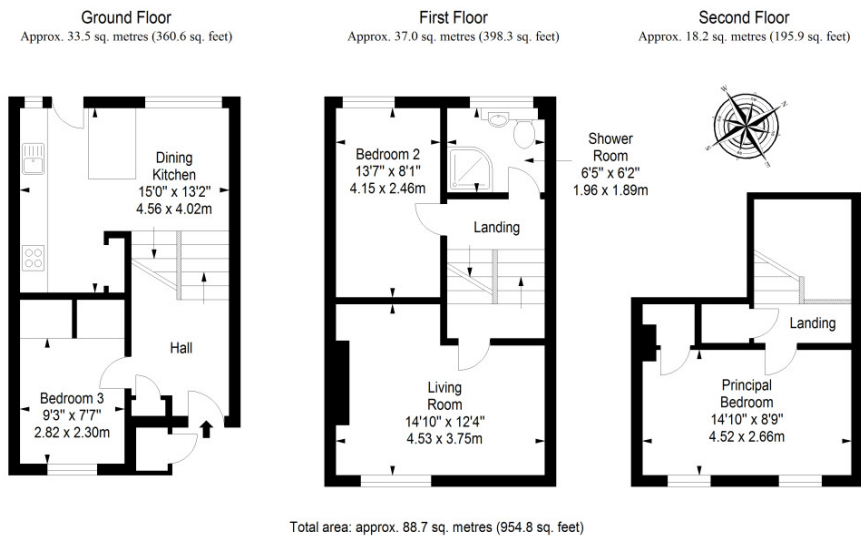 Ground Floor
Approx. 33.5 sq. metres (360.6 sq. feet)
First Floor
Approx. 37.0 sq. metres (398.3 sq. feet)
Second Floor
Approx. 18.2 sq. metres (195.9 sq. feet)
Dining
Kitchen
15'0" x 13'2"
4.56 x 4.02m
Hall
Bedroom 3
9'3" x 7'7"
2.82 x 2.30m
Bedroom 2
13'7" x 8'1"
4.15 x 2.46m
Shower
Room
6'5" x 6'2"
1.96 x 1.89m
Landing
Living
Room
14'10" x 12'4"
4.53 x 3.75m
Landing
Principal
Bedroom
14'10" x 8'9"
4.52 x 2.66m
Total area: approx. 88.7 sq. metres (954.8 sq. feet)